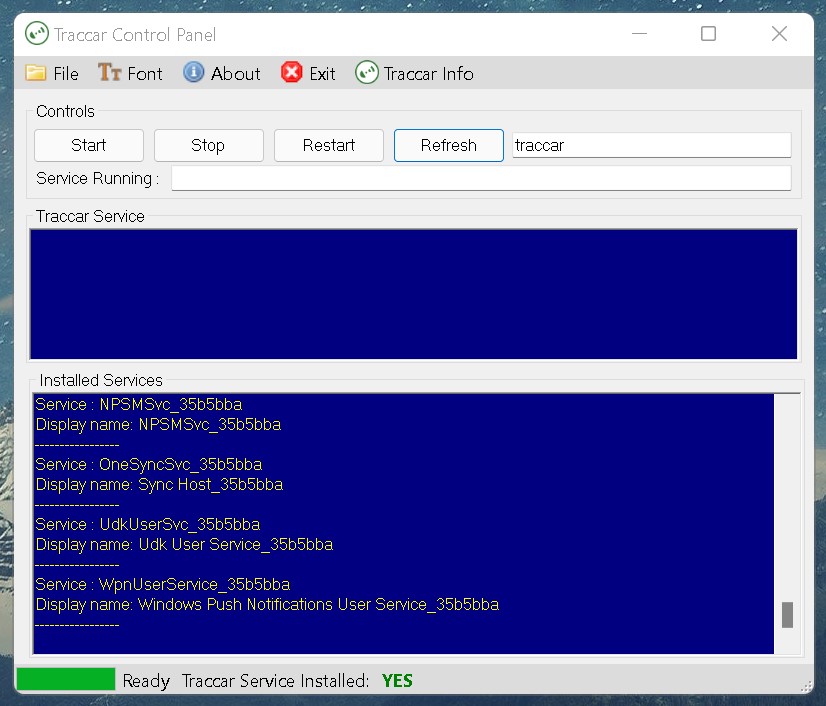 Traccar Control Panel
File Font About Exit Traccar Info
Controls
Start Stop Restart Refresh traccar
Service Running :
Traccar Service
Installed Services
Service : NPSMSvc_35b5bba
Display name: NPSMSvc_35b5bba
-----------------
Service : OneSyncSvc_35b5bba
Display name: Sync Host_35b5bba
-----------------
Service : UdkUserSvc_35b5bba
Display name: Udk User Service_35b5bba
-----------------
Service : WpnUserService_35b5bba
Display name: Windows Push Notifications User Service_35b5bba
-----------------
Ready Traccar Service Installed: YES